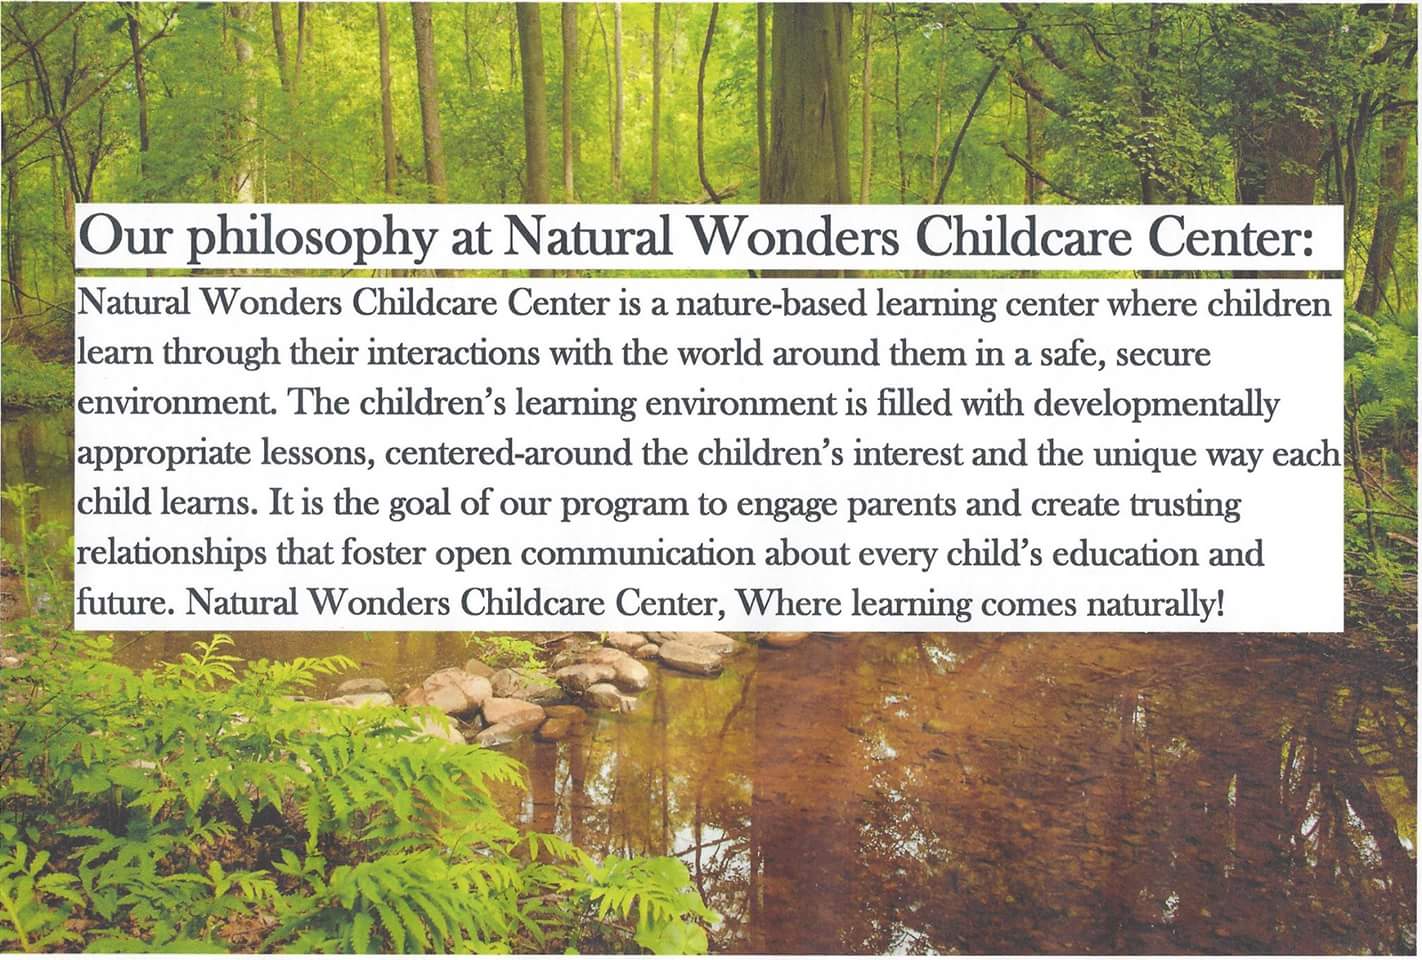 Our philosophy at Natural Wonders Childcare Center:
Natural Wonders Childcare Center is a nature-based learning center where children
learn through their interactions with the world around them in a safe, secure
environment. The children's learning environment is filled with developmentally
appropriate lessons, centered-around the children's interest and the unique way each
child learns. It is the goal of our program to engage parents and create trusting
relationships that foster open communication about every child's education and
future. Natural Wonders Childcare Center, Where learning comes naturally!